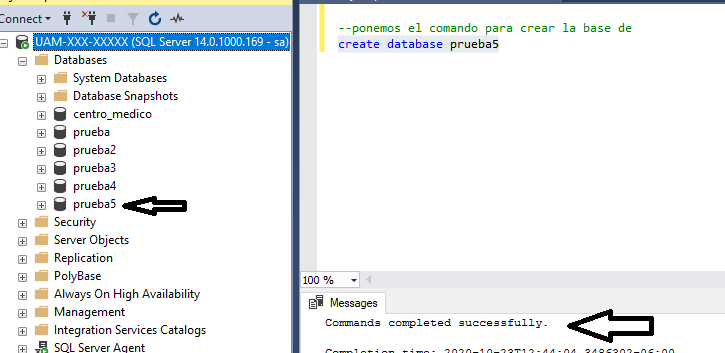 Connect
UAM-XXX-XXXXX (SQL Server 14.0.1000.169 - sa)
Databases
System Databases
Database Snapshots
centro_medico
prueba
prueba2
prueba3
prueba4
prueba5
Security
Server Objects
Replication
PolyBase
Always On High Availability
Management
Integration Services Catalogs
SQL Server Agent
--ponemos el comando para crear la base de
create database prueba5
100 %
Messages
Commands completed successfully.
Completion time: 2020-10-23T12:44:04.3486302-06:00